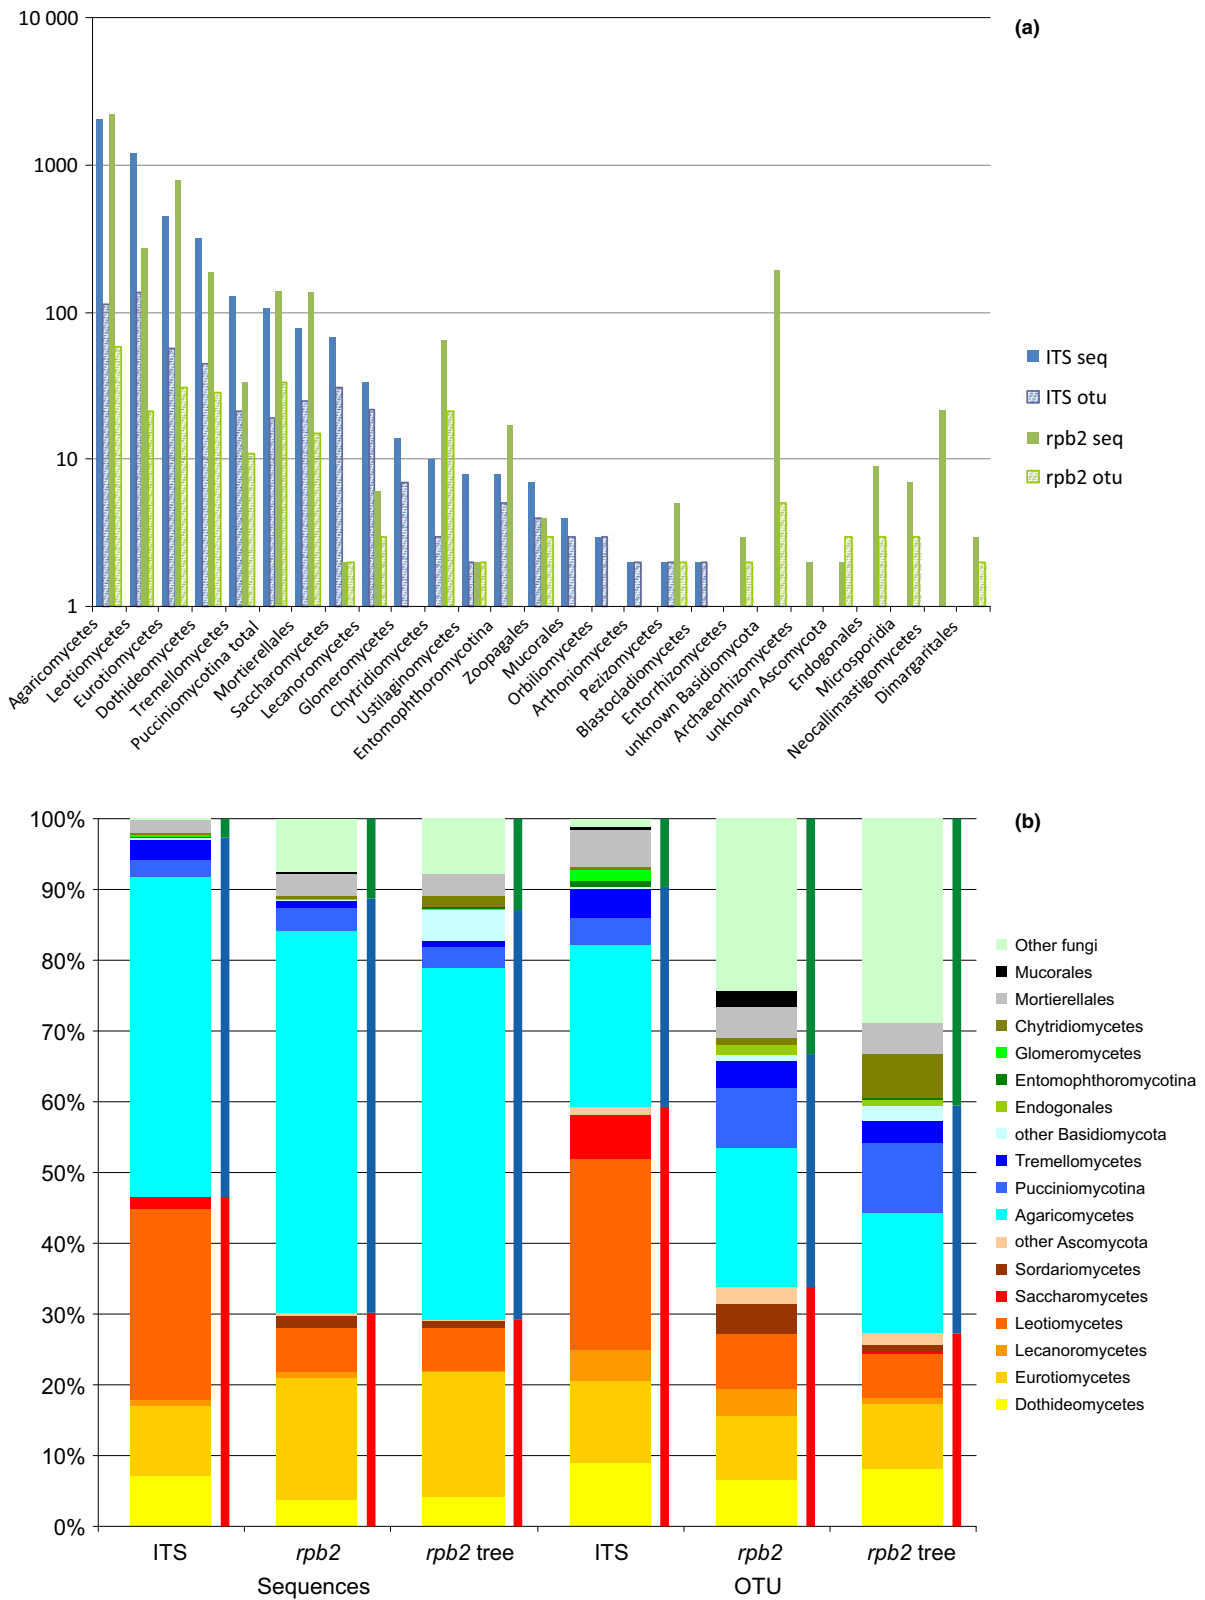 10 000
1000
100
10
1
(a)
ITS seq
ITS otu
rpb2 seq
rpb2 otu
Agaricomycetes
Leotiomycetes
Eurotiomycetes
Dothideomycetes
Tremellomycetes
Pucciniomycotina total
Mortierellales
Saccharomycetes
Lecanoromycetes
Glomeromycetes
Chytridiomycetes
Ustilaginomycetes
Entomophthoromycotina
Zoopagales
Mucorales
Orbiliomycetes
Arthoniomycetes
Pezizomycetes
Blastocladiomycetes
Entorrhizomycetes
unknown Basidiomycota
Archaeorhizomycetes
unknown Ascomycota
Endogonales
Microsporidia
Neocallimastigomycetes
Dimargaritales
(b)
100%
90%
80%
70%
60%
50%
40%
30%
20%
10%
0%
Other fungi
Mucorales
Mortierellales
Chytridiomycetes
Glomeromycetes
Entomophthoromycotina
Endogonales
other Basidiomycota
Tremellomycetes
Pucciniomycotina
Agaricomycetes
other Ascomycota
Sordariomycetes
Saccharomycetes
Leotiomycetes
Lecanoromycetes
Eurotiomycetes
Dothideomycetes
ITS rpb2 rpb2 tree ITS rpb2 rpb2 tree
Sequences OTU